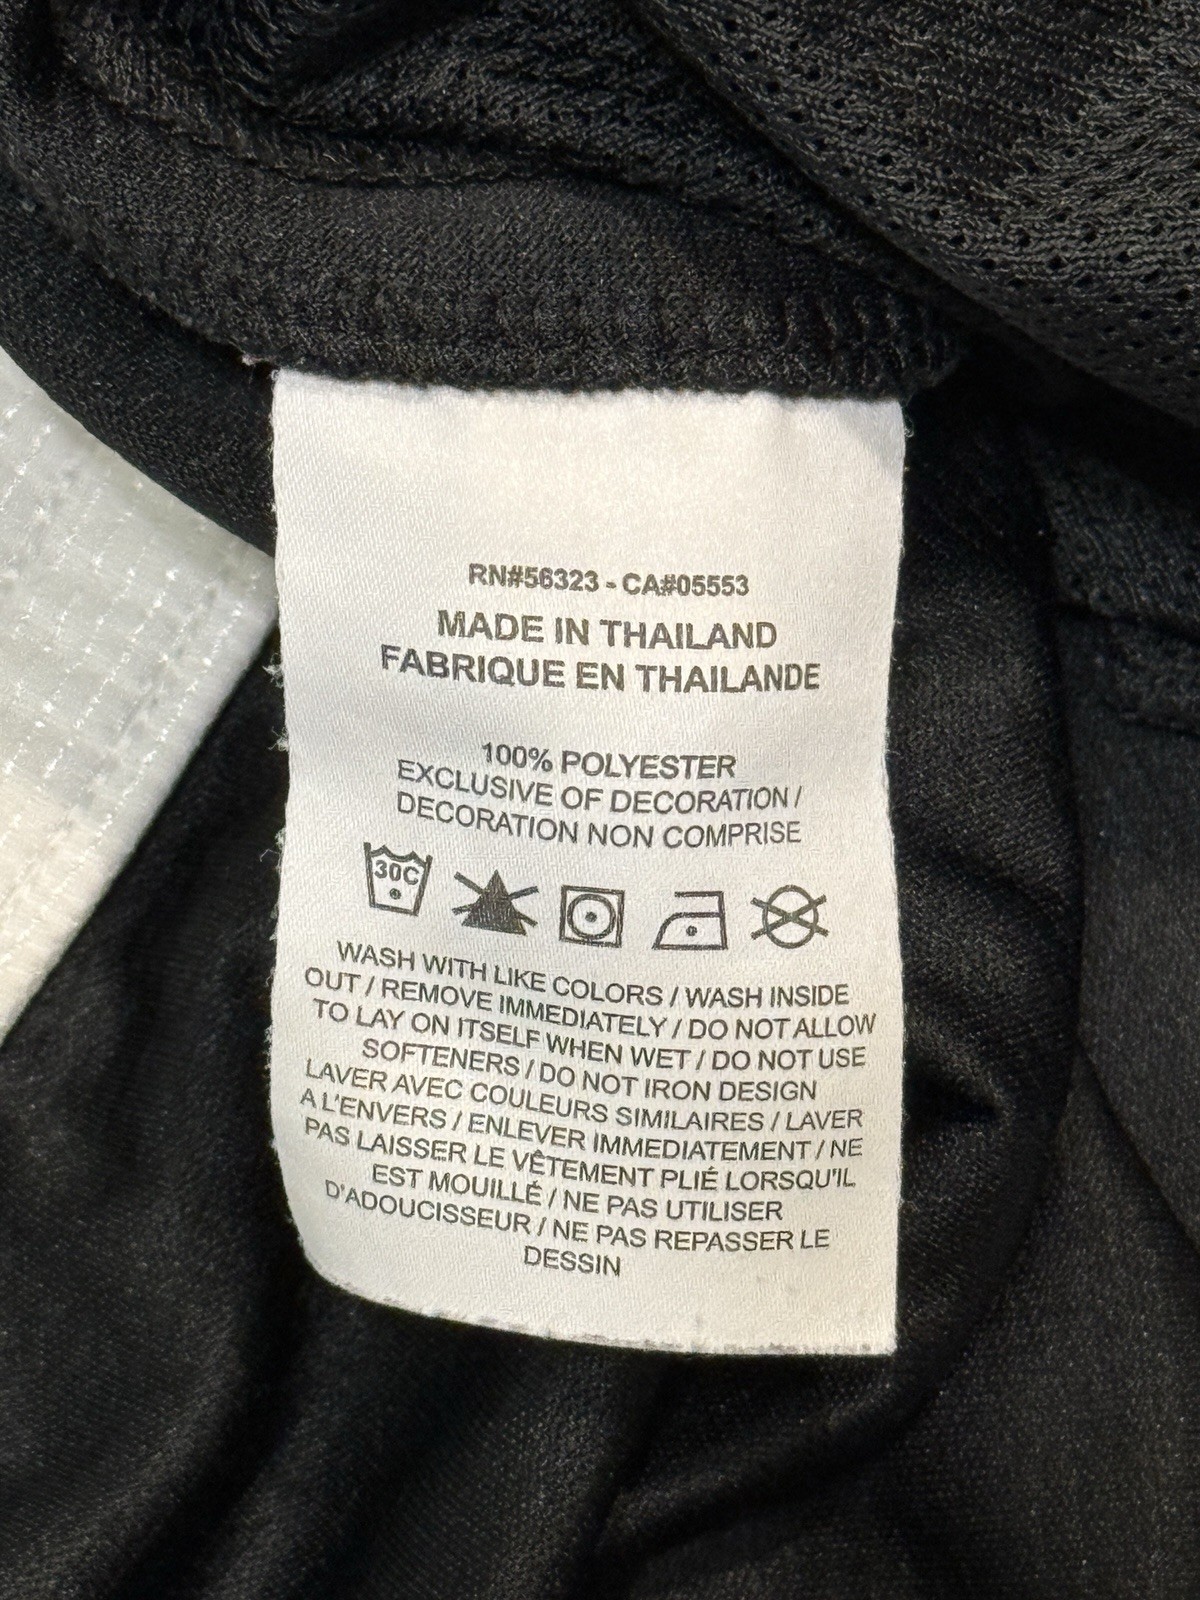 RN#56323 - CA#05553
MADE IN THAILAND
FABRIQUE EN THAILANDE
100% POLYESTER
EXCLUSIVE OF DECORATION /
DECORATION NON COMPRISE
30C
WASH WITH LIKE COLORS / WASH INSIDE
OUT / REMOVE IMMEDIATELY / DO NOT ALLOW
TO LAY ON ITSELF WHEN WET / DO NOT USE
SOFTENERS / DO NOT IRON DESIGN
LAVER AVEC COULEURS SIMILAIRES / LAVER
A L'ENVERS / ENLEVER IMMEDIATEMENT / NE
PAS LAISSER LE VÊTEMENT PLIÉ LORSQU'IL
EST MOUILLÉ / NE PAS UTILISER
D'ADOUCISSEUR / NE PAS REPASSER LE
DESSIN